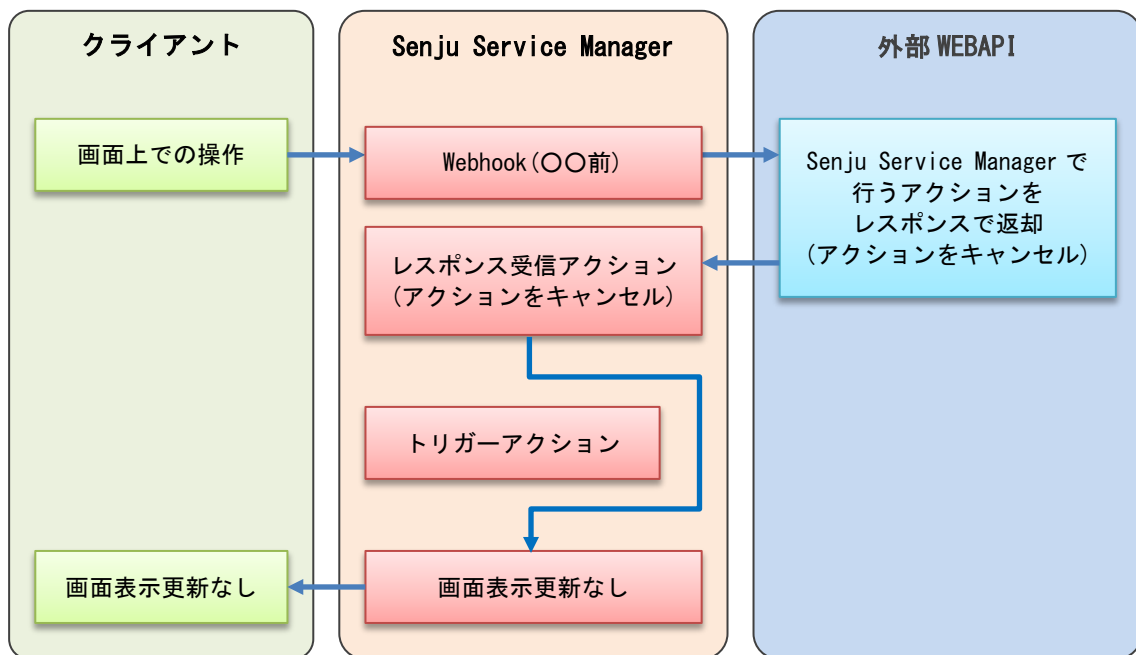 クライアント
Senju Service Manager
外部 WEBAPI
画面上での操作
Webhook(〇〇前)
Senju Service Manager で
行うアクションを
レスポンスで返却
(アクションをキャンセル)
レスポンス受信アクション
(アクションをキャンセル)
トリガーアクション
画面表示更新なし
画面表示更新なし